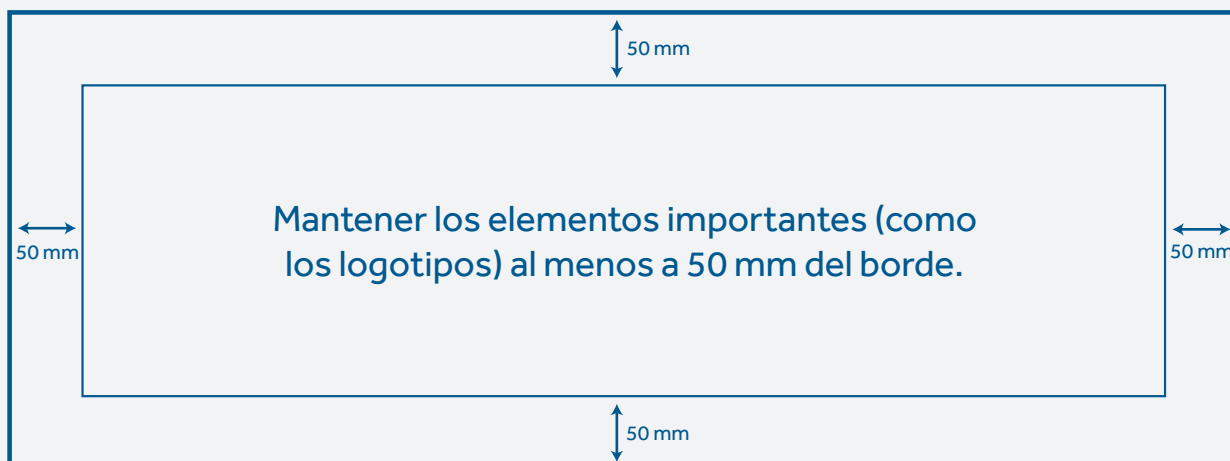 50 mm
Mantener los elementos importantes (como
los logotipos) al menos a 50 mm del borde.
50 mm
50 mm
50 mm